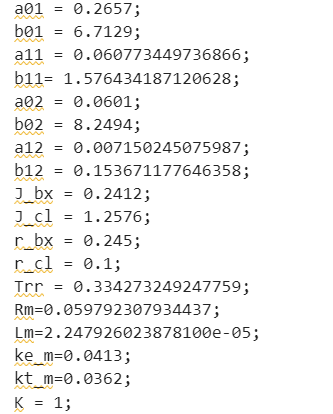 a01 = 0.2657;
b01 = 6.7129;
a11 = 0.060773449736866;
b11= 1.576434187120628;
a02 = 0.0601;
b02 = 8.2494;
a12 = 0.007150245075987;
b12 = 0.153671177646358;
J_bx = 0.2412;
J_cl = 1.2576;
r_bx = 0.245;
r_cl = 0.1;
Trr = 0.334273249247759;
Rm=0.059792307934437;
Lm=2.247926023878100e-05;
ke_m=0.0413;
kt_m=0.0362;
K = 1;